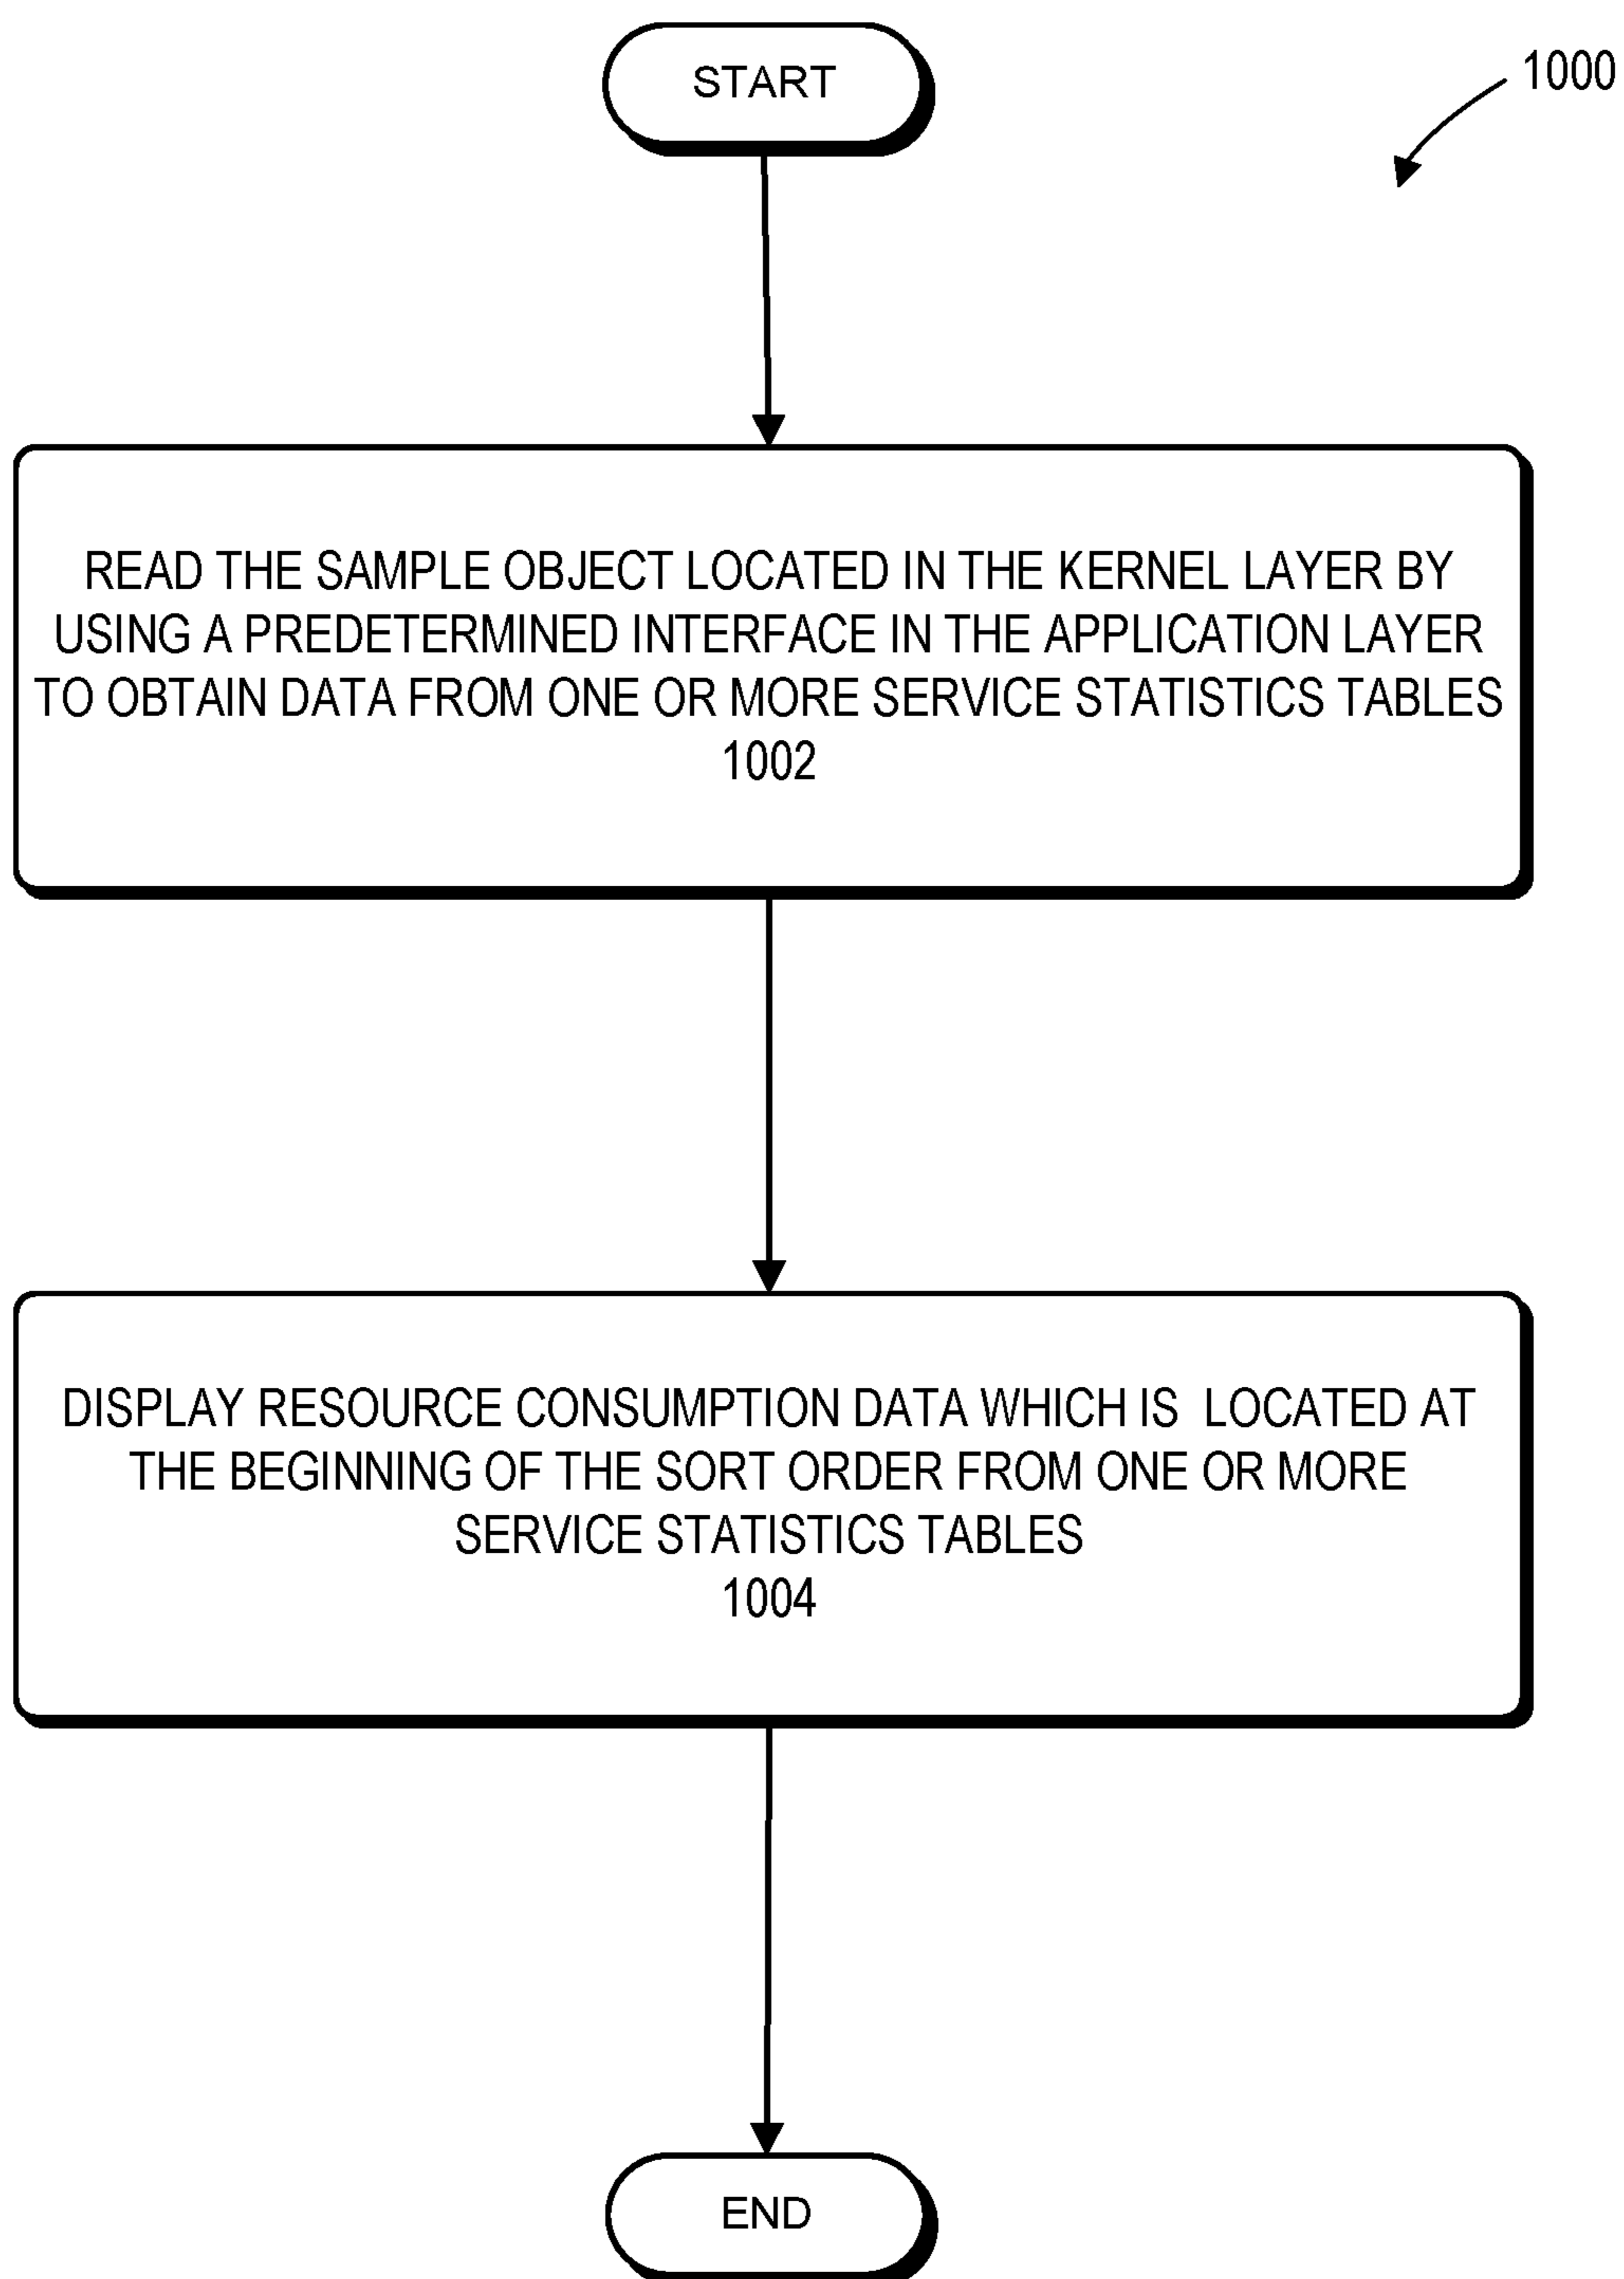 START
1000
READ THE SAMPLE OBJECT LOCATED IN THE KERNEL LAYER BY
USING A PREDETERMINED INTERFACE IN THE APPLICATION LAYER
TO OBTAIN DATA FROM ONE OR MORE SERVICE STATISTICS TABLES
1002
DISPLAY RESOURCE CONSUMPTION DATA WHICH IS LOCATED AT
THE BEGINNING OF THE SORT ORDER FROM ONE OR MORE
SERVICE STATISTICS TABLES
1004
END